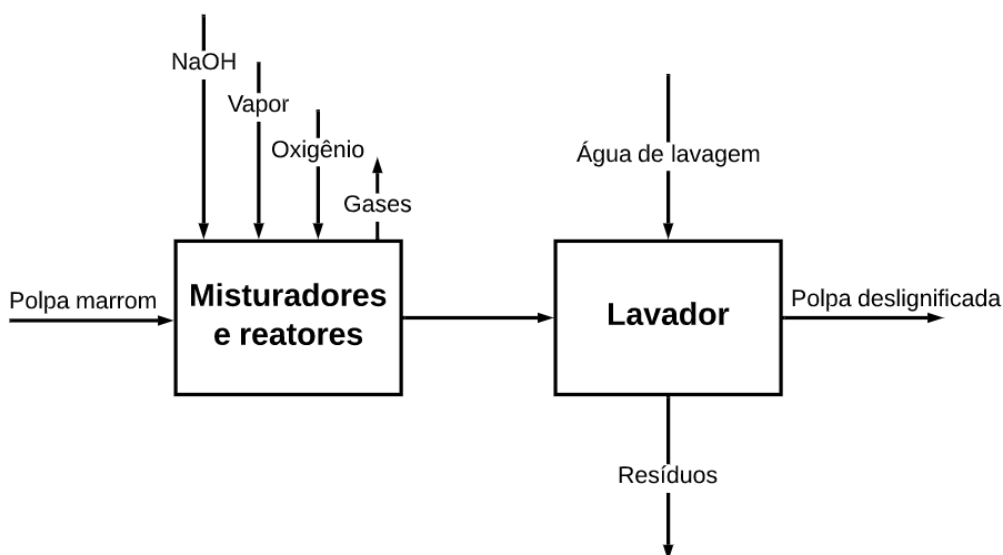 NaOH
Vapor
Oxigênio
Gases
Água de lavagem
Polpa marrom
Misturadores
e reatores
Lavador
Polpa deslignificada
Resíduos